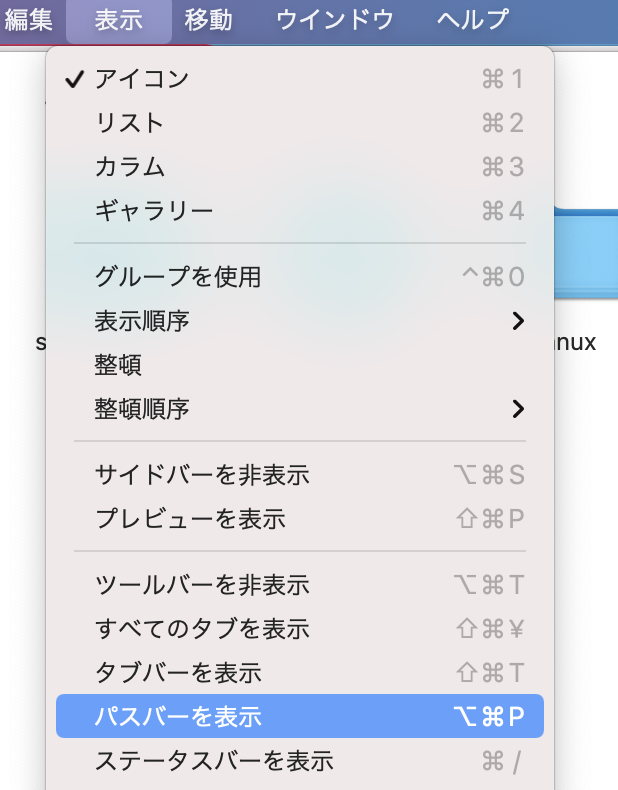 編集 表示 移動 ウインドウ ヘルプ
✓ アイコン ⌘1
リスト ⌘2
カラム ⌘3
ギャラリー ⌘4
グループを使用 ^⌘0
表示順序 >
整頓
整頓順序 >
サイドバーを非表示 ⌥⌘S
プレビューを表示 ⇧⌘P
ツールバーを非表示 ⌥⌘T
すべてのタブを表示 ⇧⌘¥
タブバーを表示 ⇧⌘T
パスバーを表示 ⌥⌘P
ステータスバーを表示 ⌘/